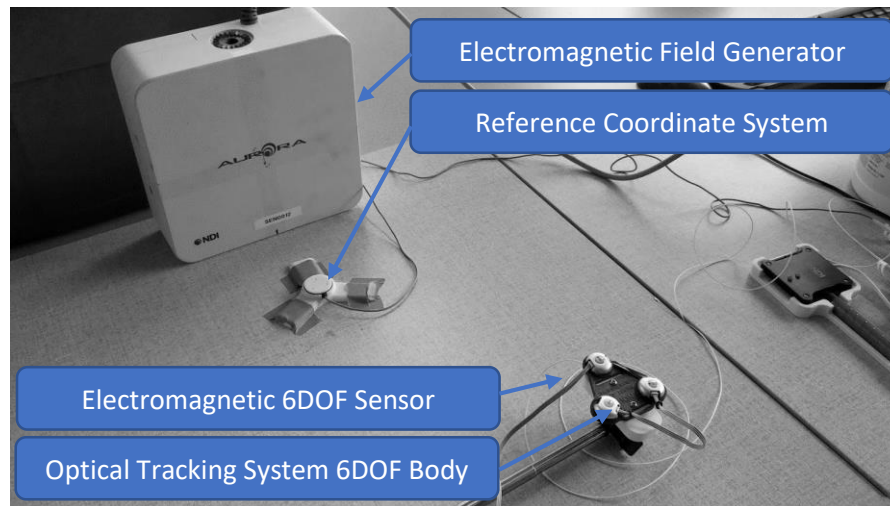 Electromagnetic Field Generator
Reference Coordinate System
AURORA
NDI
Electromagnetic 6DOF Sensor
Optical Tracking System 6DOF Body